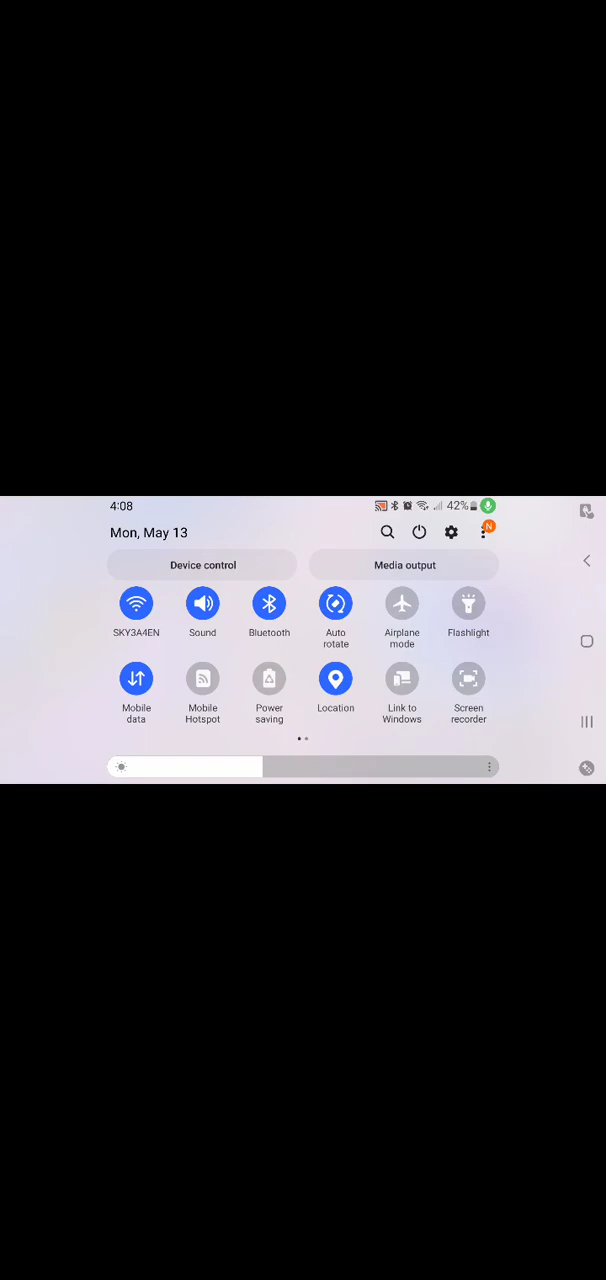 4:08 42%
Mon, May 13 N
Device control Media output
SKY3A4EN Sound Bluetooth Auto rotate Airplane mode Flashlight
Mobile data Mobile Hotspot Power saving Location Link to Windows Screen recorder